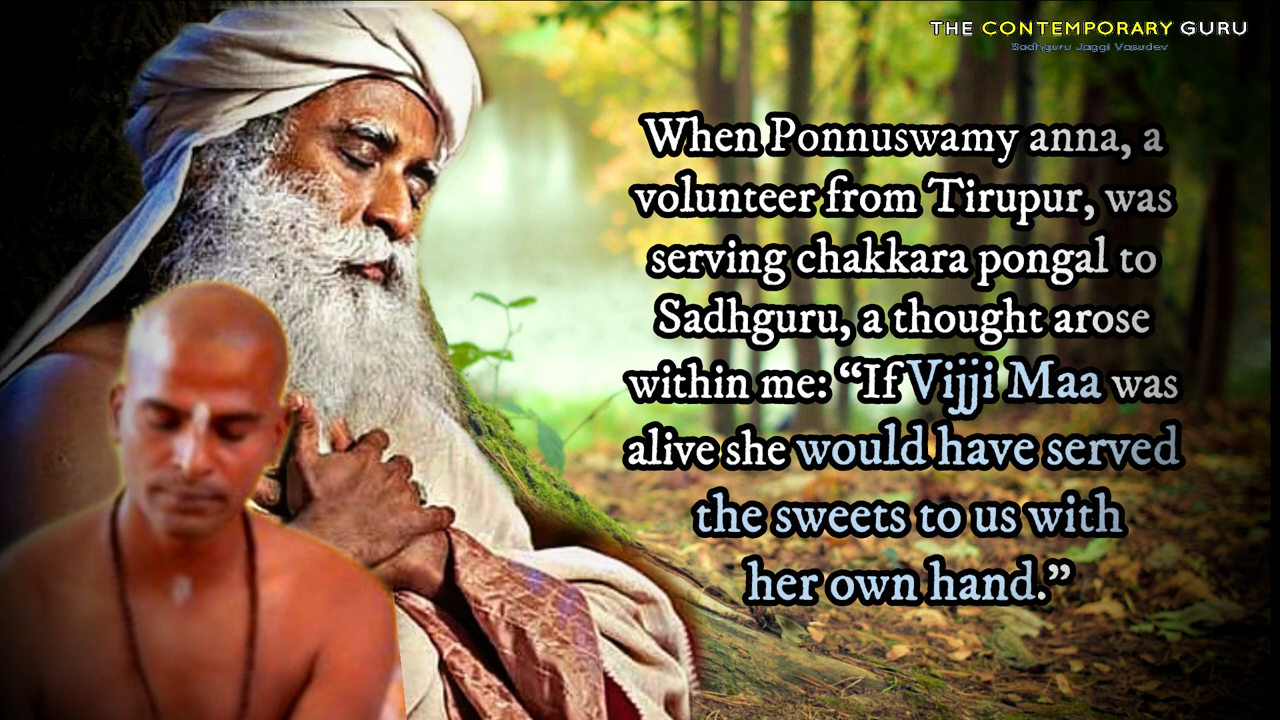 THE CONTEMPORARY GURU
Sadhguru Jaggi Vasudev
When Ponnuswamy anna, a
volunteer from Tirupur, was
serving chakkara pongal to
Sadhguru, a thought arose
within me: “If Vijji Maa was
alive she would have served
the sweets to us with
her own hand.”